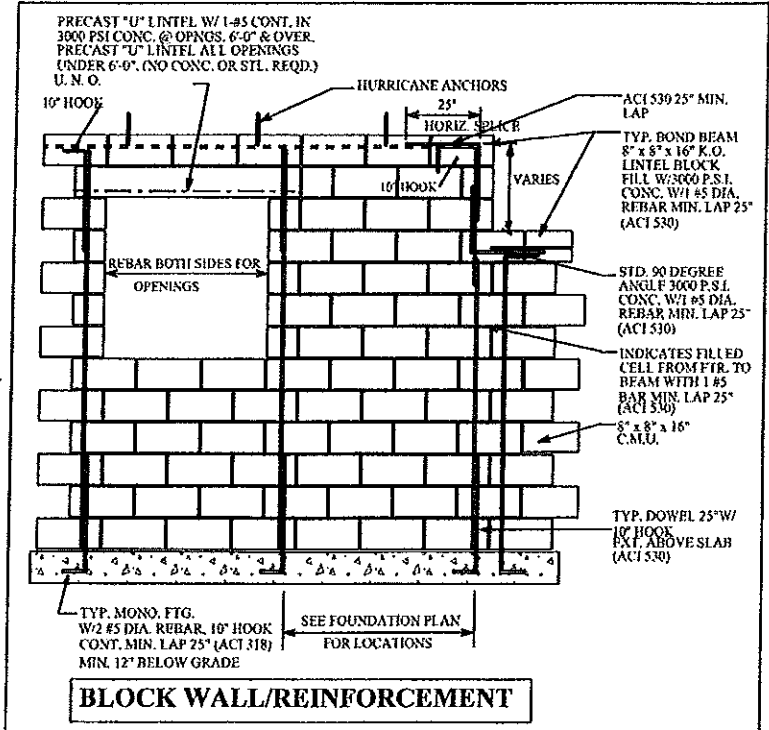 PRECAST "U" LINTEL W/ 1-#5 CONT. IN
3000 PSI CONC. @ OPNGS. 6'-0" & OVER.
PRECAST "U" LINTEL ALL OPENINGS
UNDER 6'-0". (NO CONC. OR STL. REQD.)
U. N. O.
10" HOOK
HURRICANE ANCHORS
25"
HORIZ. SPLICE
10" HOOK
ACI 530 25" MIN.
LAP
TYP. BOND BEAM
8" x 8" x 16" K.O.
LINTEL BLOCK
FILL W/3000 P.S.I.
CONC. W/1 #5 DIA.
REBAR MIN. LAP 25"
(ACI 530)
VARIES
REBAR BOTH SIDES FOR
OPENINGS
STD. 90 DEGREE
ANGLE 3000 P.S.I.
CONC. W/1 #5 DIA.
REBAR MIN. LAP 25"
(ACI 530)
INDICATES FILLED
CELL FROM FTR. TO
BEAM WITH 1 #5
BAR MIN. LAP 25"
(ACI 530)
8" x 8" x 16"
C.M.U.
TYP. DOWEL 25" W/
10" HOOK
EXT. ABOVE SLAB
(ACI 530)
TYP. MONO. FTG.
W/2 #5 DIA. REBAR, 10" HOOK
CONT. MIN. LAP 25" (ACI 318)
MIN. 12" BELOW GRADE
SEE FOUNDATION PLAN
FOR LOCATIONS
BLOCK WALL/REINFORCEMENT